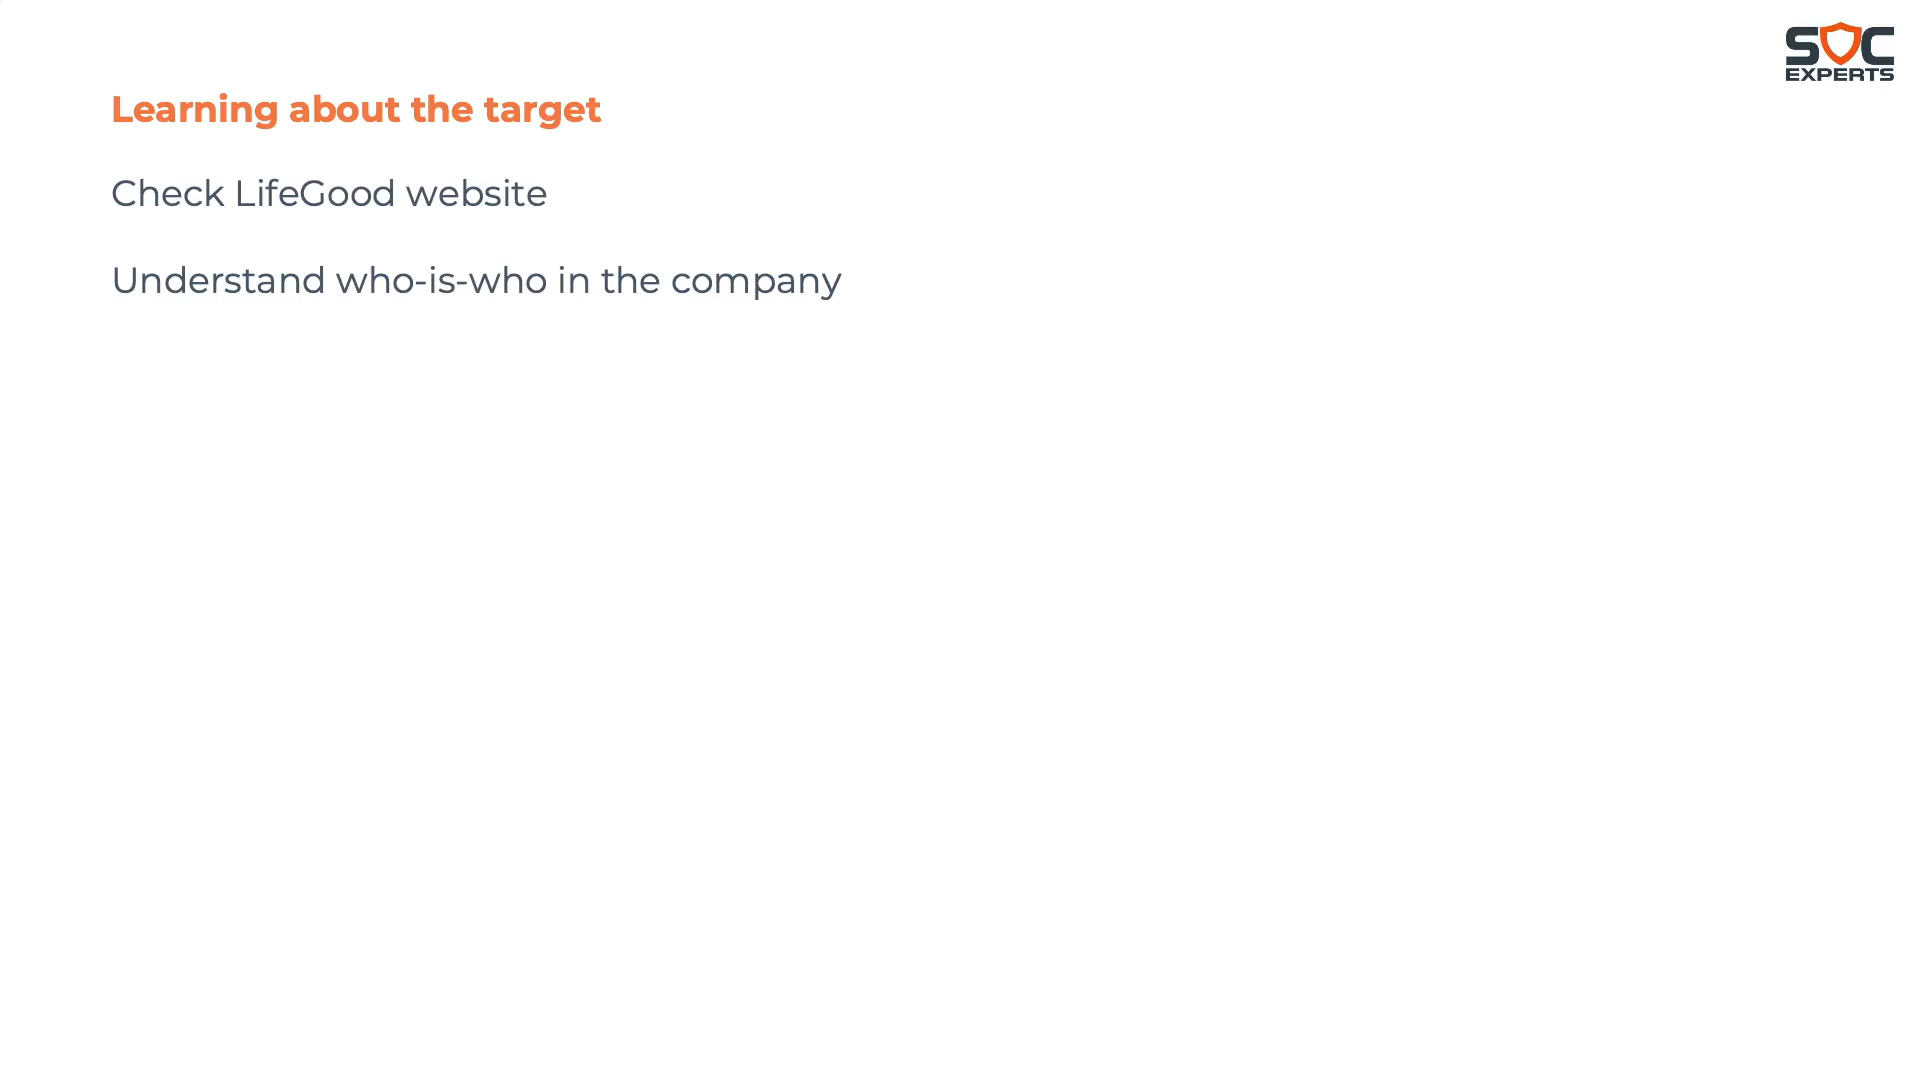 SOC
EXPERTS
Learning about the target
Check LifeGood website
Understand who-is-who in the company